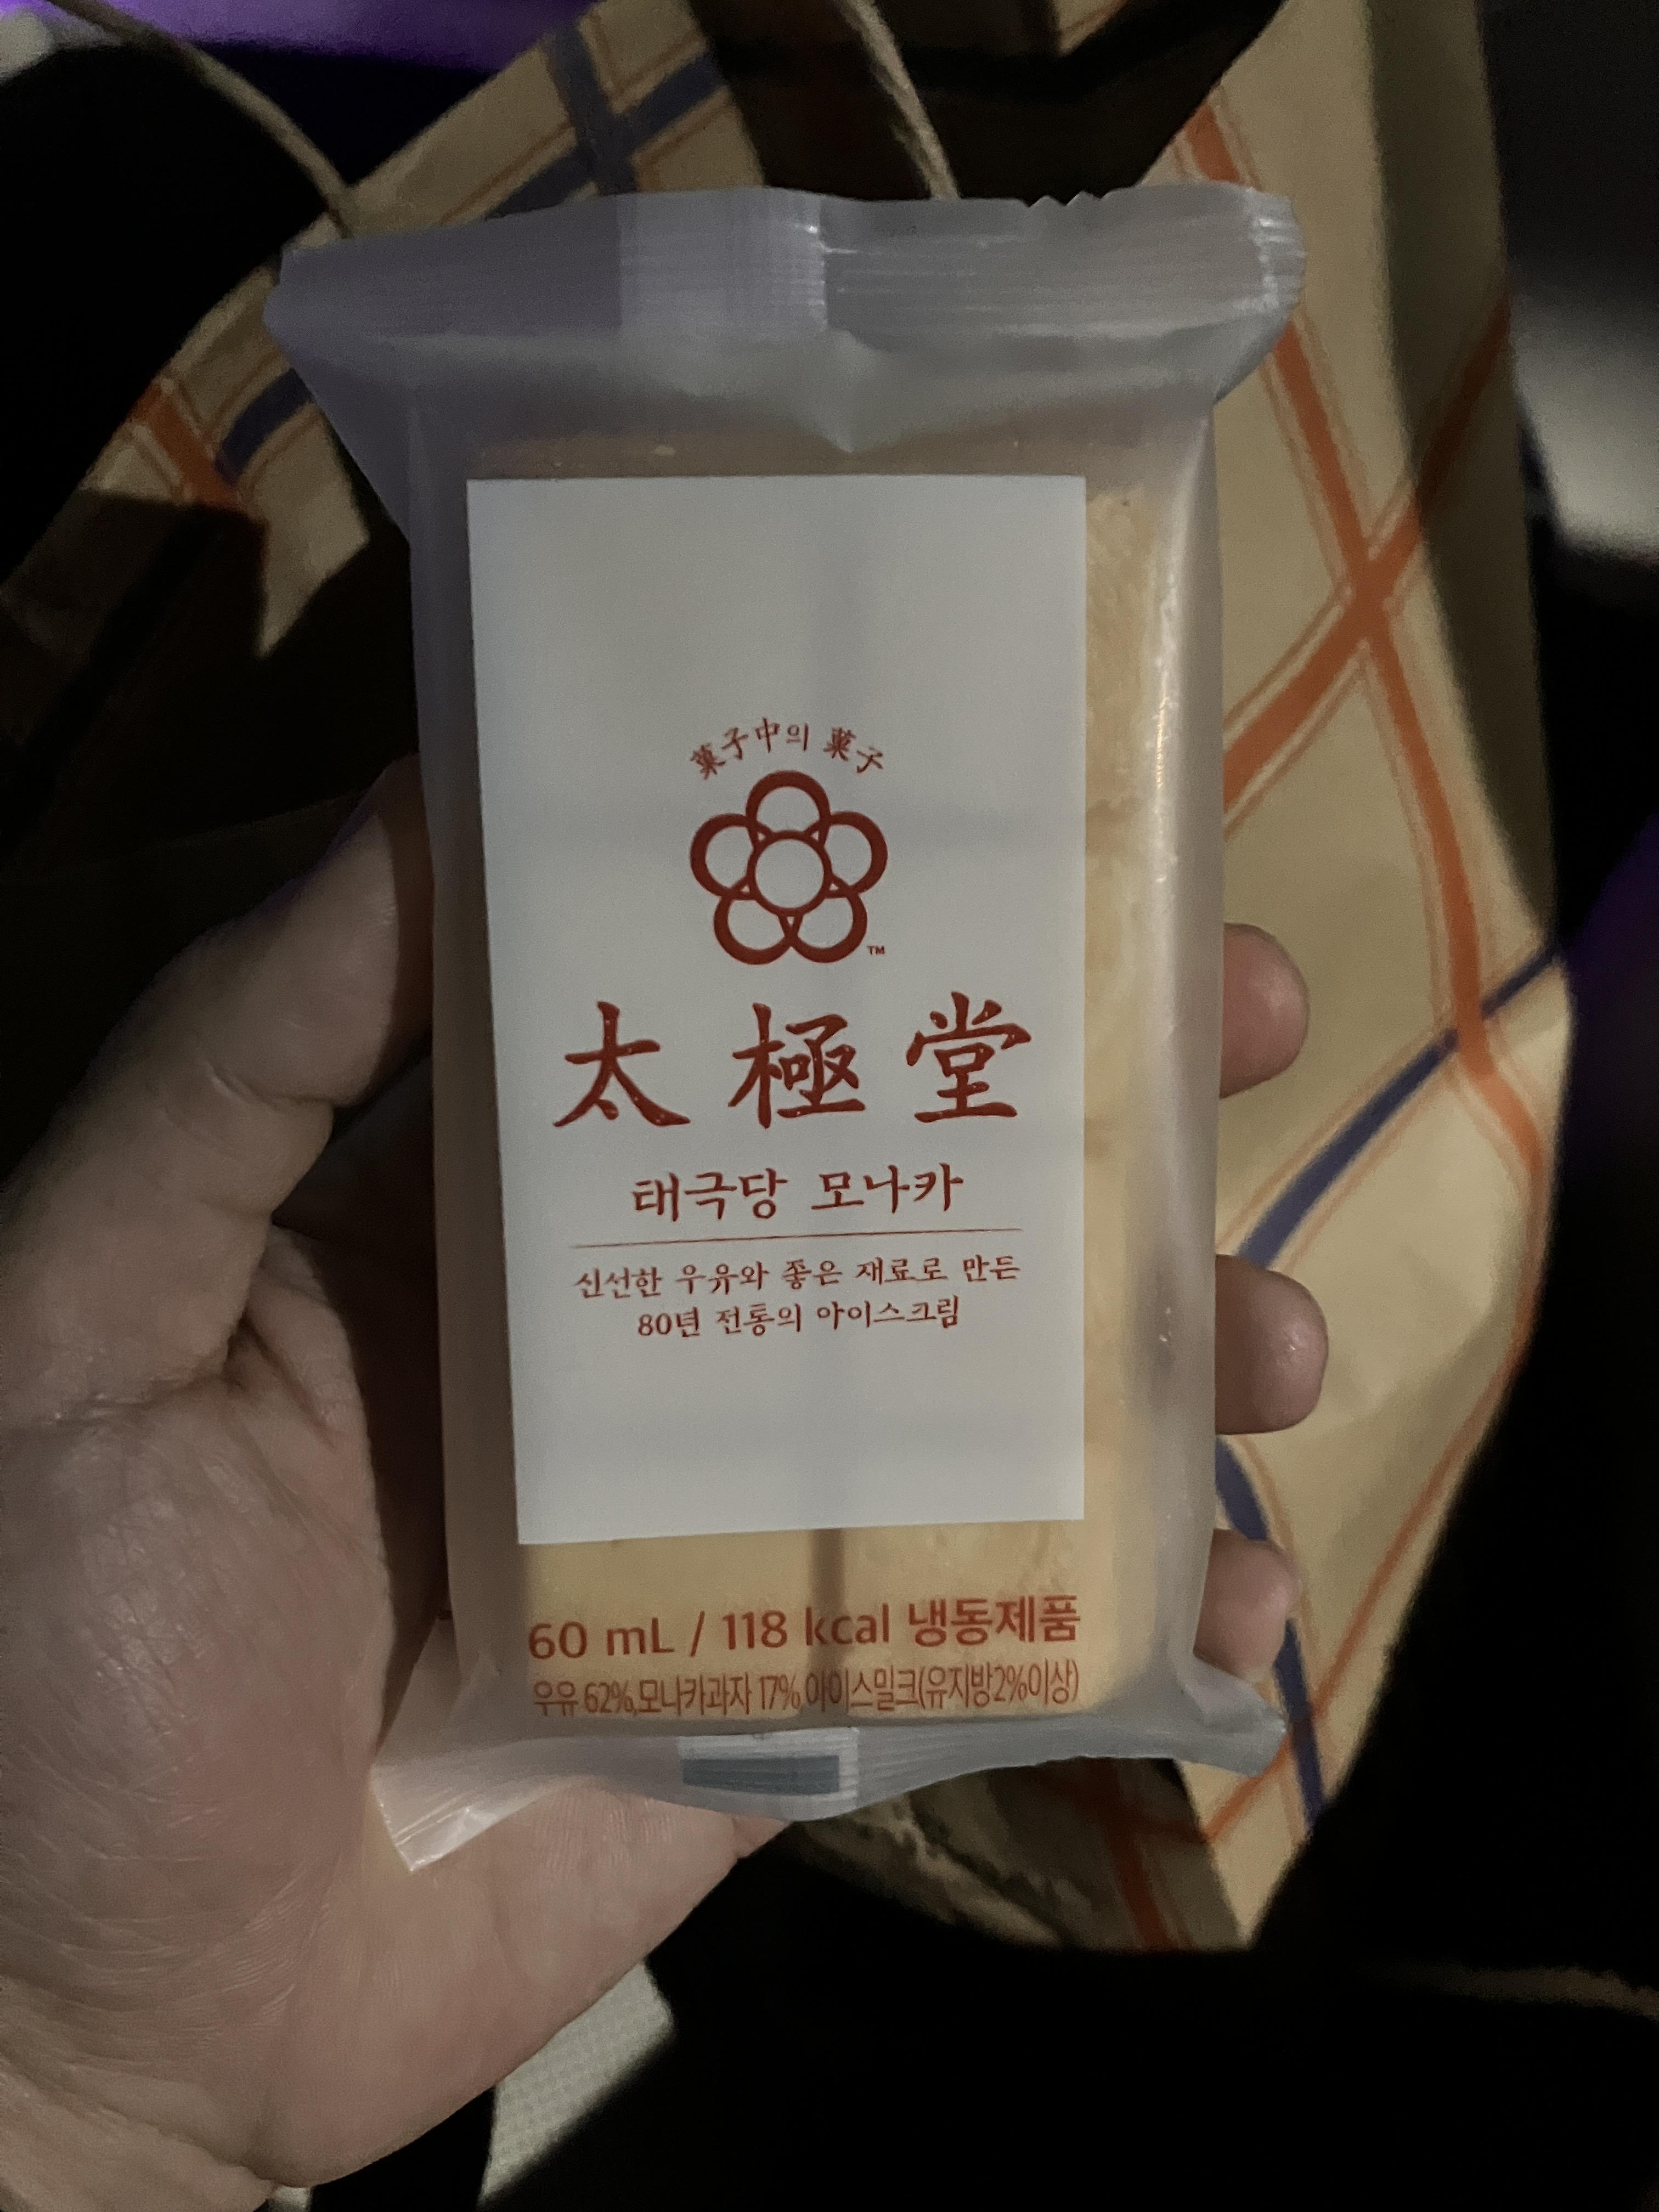 菓子中의 菓子
TM
太極堂
태극당 모나카
신선한 우유와 좋은 재료로 만든
80년 전통의 아이스크림
60 mL / 118 kcal 냉동제품
우유 62%,모나카과자 17%,아이스밀크(유지방2%이상)